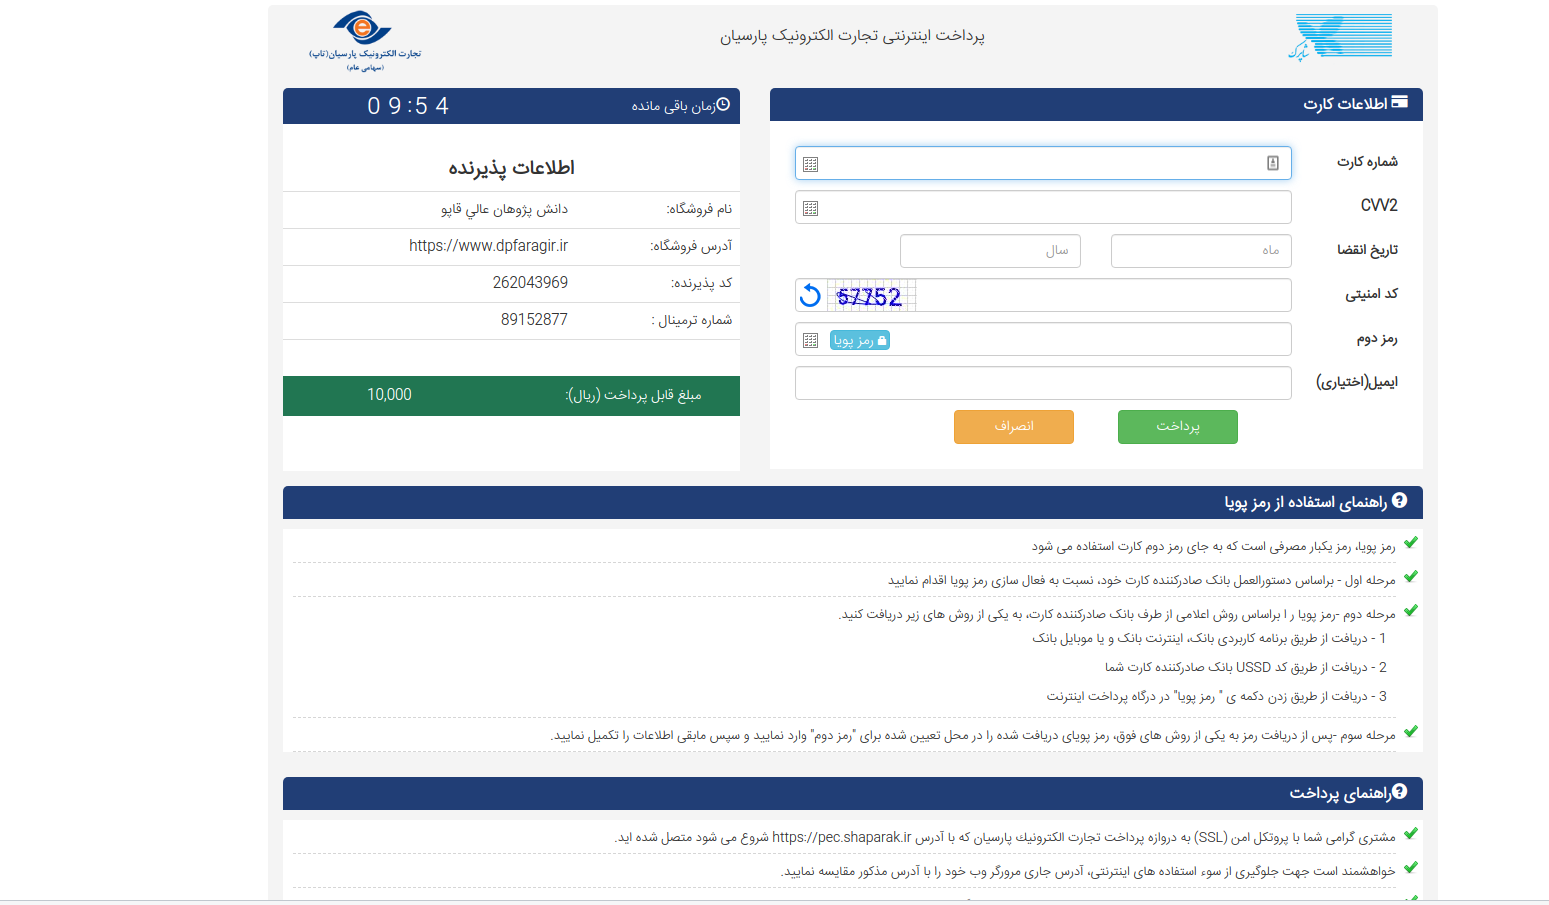 شاپرک
پرداخت اینترنتی تجارت الکترونیک پارسیان
تجارت الکترونیک پارسیان(تاپ)
(سهامی عام)
اطلاعات کارت
شماره کارت
CVV2
تاریخ انقضا
ماه
سال
کد امنیتی
57752
رمز دوم
رمز پویا
ایمیل(اختیاری)
پرداخت
انصراف
زمان باقی مانده
09:54
اطلاعات پذیرنده
نام فروشگاه:
دانش پژوهان عالي قاپو
آدرس فروشگاه:
https://www.dpfaragir.ir
کد پذیرنده:
262043969
شماره ترمینال :
89152877
مبلغ قابل پرداخت (ریال):
10,000
راهنمای استفاده از رمز پویا
رمز پویا، رمز یکبار مصرفی است که به جای رمز دوم کارت استفاده می شود
مرحله اول - براساس دستورالعمل بانک صادرکننده کارت خود، نسبت به فعال سازی رمز پویا اقدام نمایید
مرحله دوم -رمز پویا ر ا براساس روش اعلامی از طرف بانک صادرکننده کارت، به یکی از روش های زیر دریافت کنید.
1 - دریافت از طریق برنامه کاربردی بانک، اینترنت بانک و یا موبایل بانک
2 - دریافت از طریق کد USSD بانک صادرکننده کارت شما
3 - دریافت از طریق زدن دکمه ی " رمز پویا" در درگاه پرداخت اینترنت
مرحله سوم -پس از دریافت رمز به یکی از روش های فوق، رمز پویای دریافت شده را در محل تعیین شده برای "رمز دوم" وارد نمایید و سپس مابقی اطلاعات را تکمیل نمایید.
راهنمای پرداخت
مشتری گرامی شما با پروتکل امن (SSL) به دروازه پرداخت تجارت الکترونیك پارسیان که با آدرس https://pec.shaparak.ir شروع می شود متصل شده اید.
خواهشمند است جهت جلوگیری از سوء استفاده های اینترنتی، آدرس جاری مرورگر وب خود را با آدرس مذکور مقایسه نمایید.